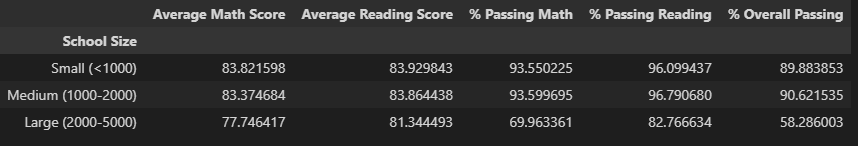 Average Math Score Average Reading Score % Passing Math % Passing Reading % Overall Passing
School Size
Small (<1000) 83.821598 83.929843 93.550225 96.099437 89.883853
Medium (1000-2000) 83.374684 83.864438 93.599695 96.790680 90.621535
Large (2000-5000) 77.746417 81.344493 69.963361 82.766634 58.286003